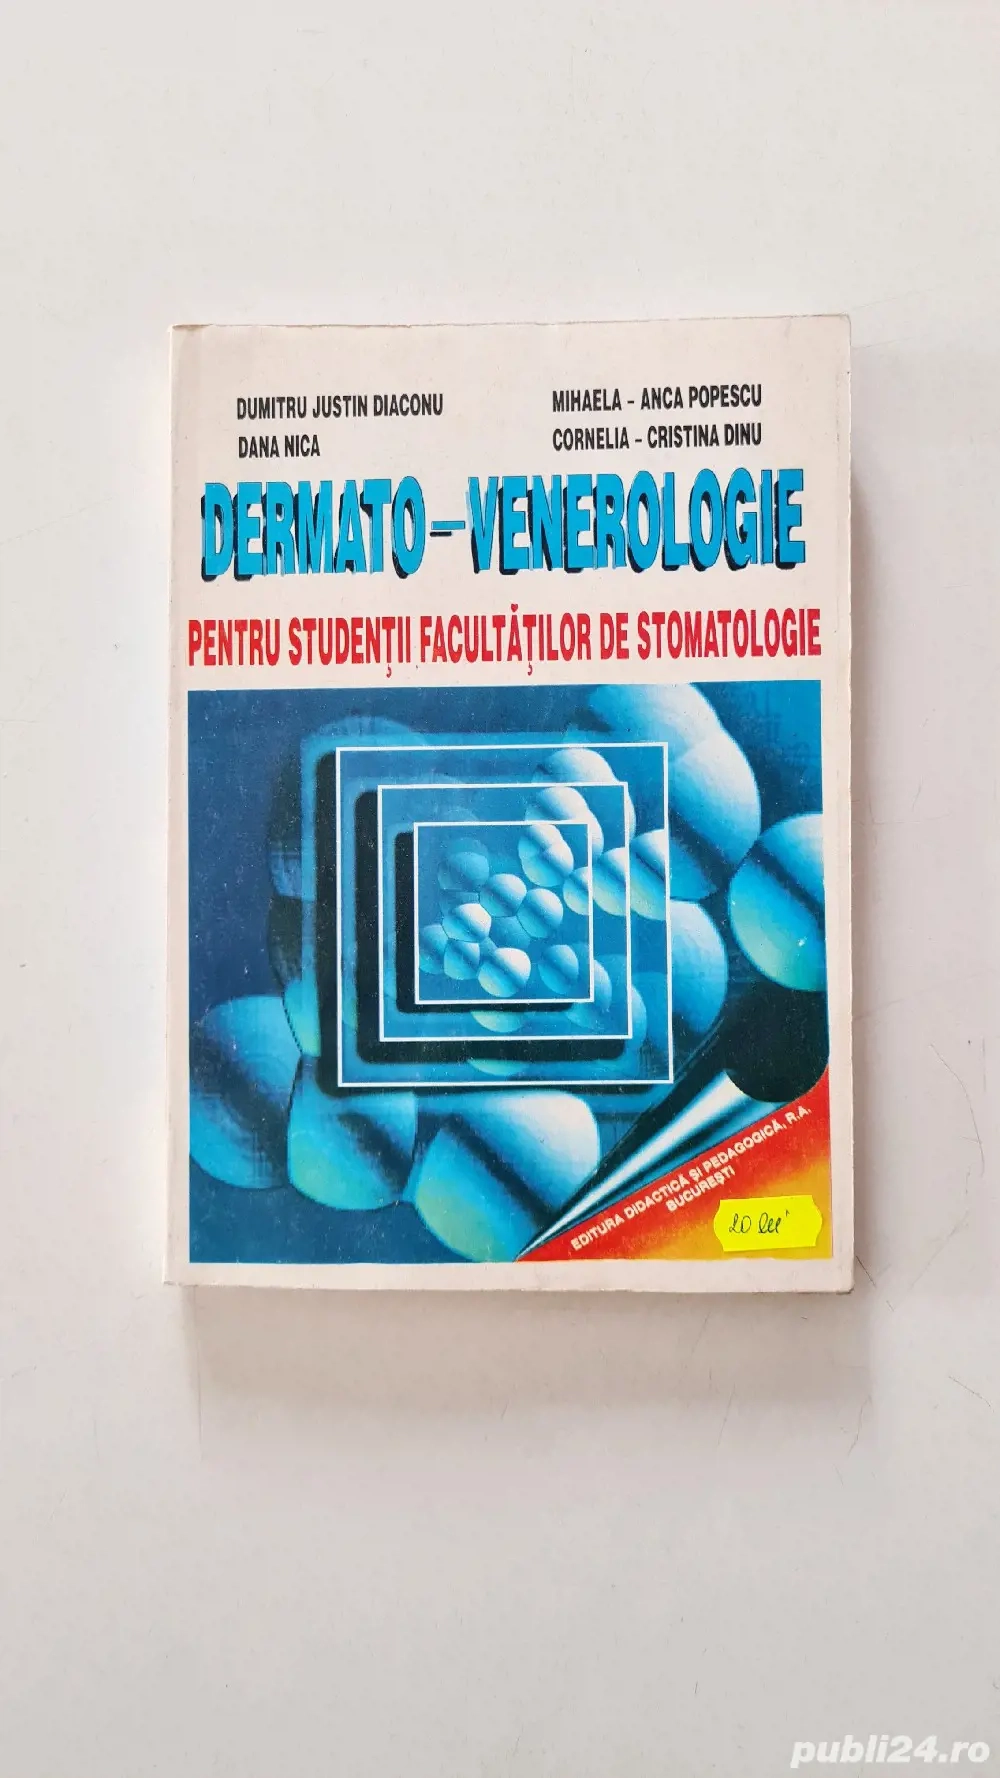 DUMITRU JUSTIN DIACONU
DANA NICA
MIHAELA - ANCA POPESCU
CORNELIA - CRISTINA DINU
DERMATO-VENEROLOGIE
PENTRU STUDENȚII FACULTĂȚILOR DE STOMATOLOGIE
EDITURA DIDACTICĂ ȘI PEDAGOGICĂ, R.A.
BUCUREȘTI
20 lei
publi24.ro